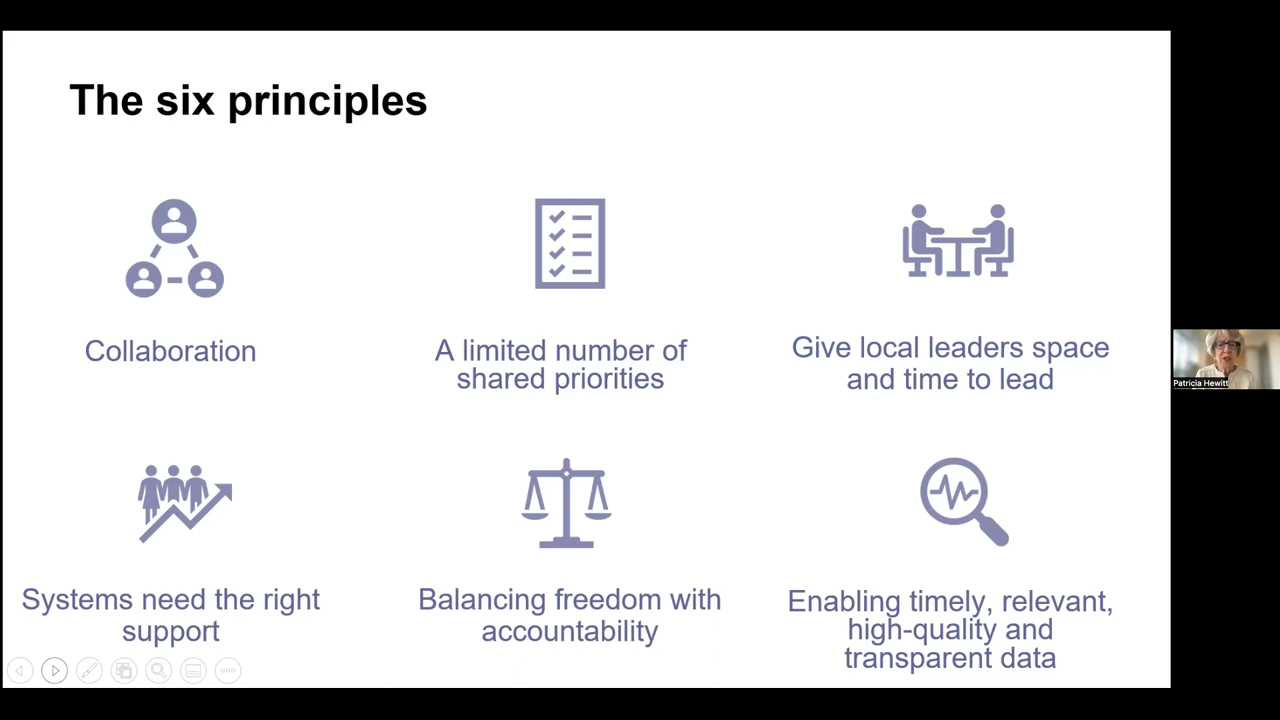 The six principles
Collaboration
A limited number of
shared priorities
Give local leaders space
and time to lead
Systems need the right
support
Balancing freedom with
accountability
Enabling timely, relevant,
high-quality and
transparent data
Patricia Hewitt